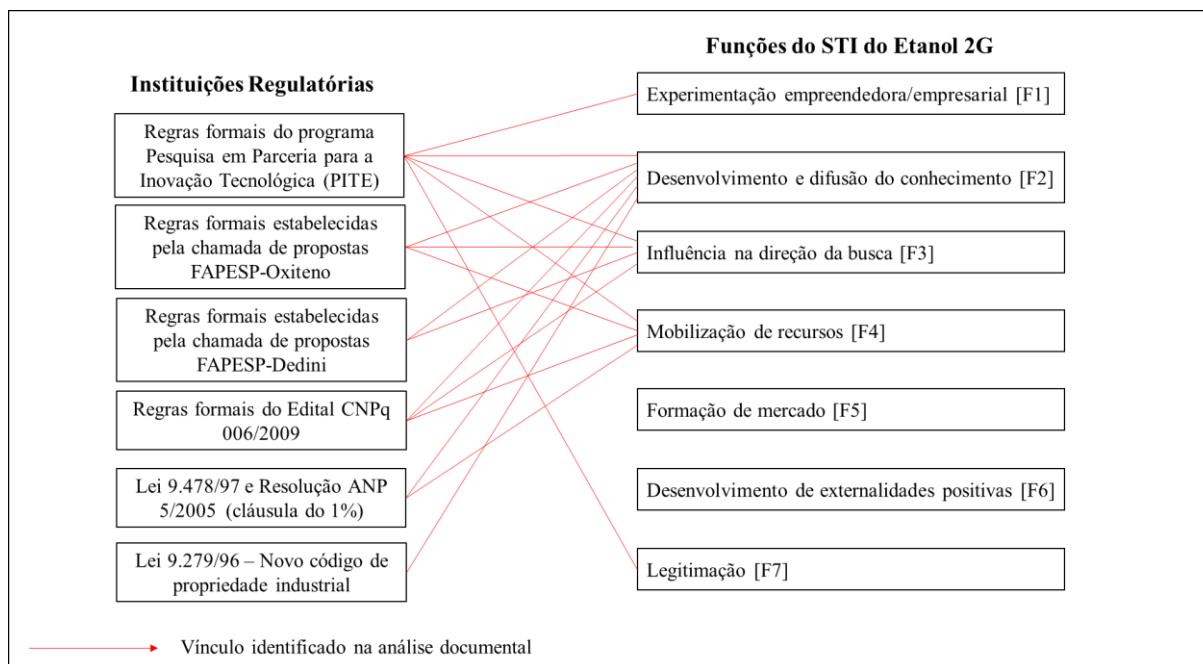 Instituições Regulatórias
Regras formais do programa
Pesquisa em Parceria para a
Inovação Tecnológica (PITE)
Regras formais estabelecidas
pela chamada de propostas
FAPESP-Oxiteno
Regras formais estabelecidas
pela chamada de propostas
FAPESP-Dedini
Regras formais do Edital CNPq
006/2009
Lei 9.478/97 e Resolução ANP
5/2005 (cláusula do 1%)
Lei 9.279/96 – Novo código de
propriedade industrial
Funções do STI do Etanol 2G
Experimentação empreendedora/empresarial [F1]
Desenvolvimento e difusão do conhecimento [F2]
Influência na direção da busca [F3]
Mobilização de recursos [F4]
Formação de mercado [F5]
Desenvolvimento de externalidades positivas [F6]
Legitimação [F7]
Vínculo identificado na análise documental